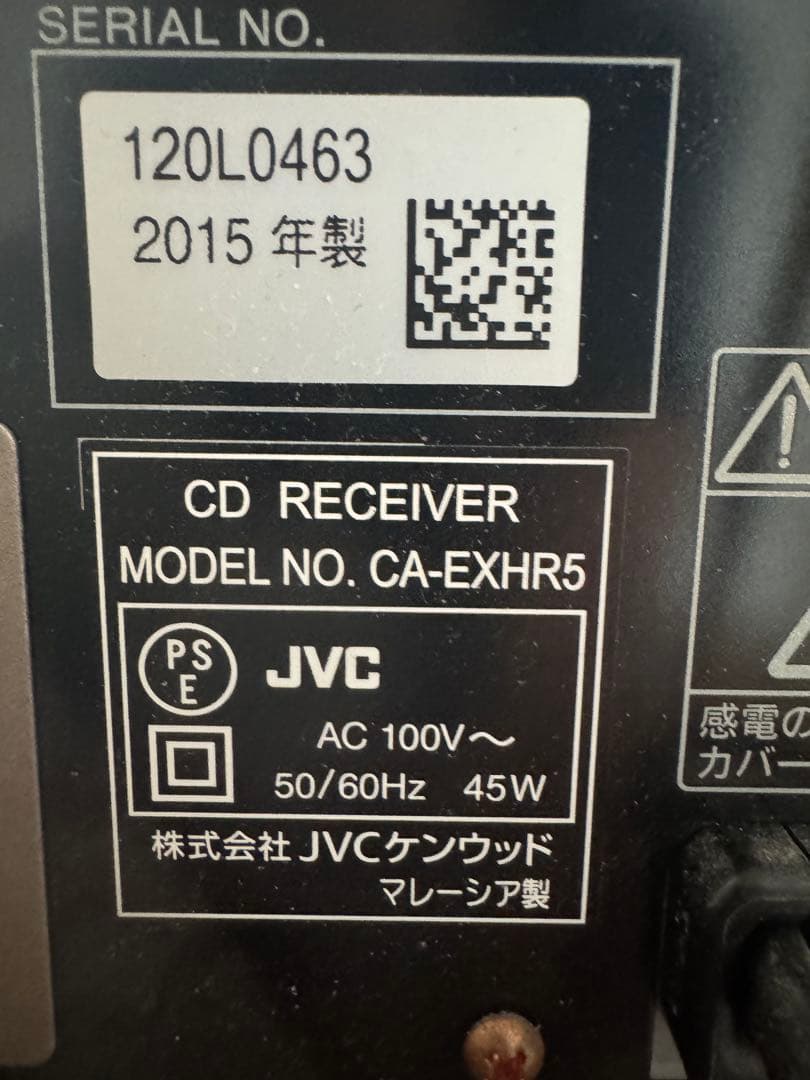 SERIAL NO.
120L0463
2015 年製
CD RECEIVER
MODEL NO. CA-EXHR5
PS
E
JVC
AC 100V～
50/60Hz 45W
株式会社 JVCケンウッド
マレーシア製
感電の
カバー